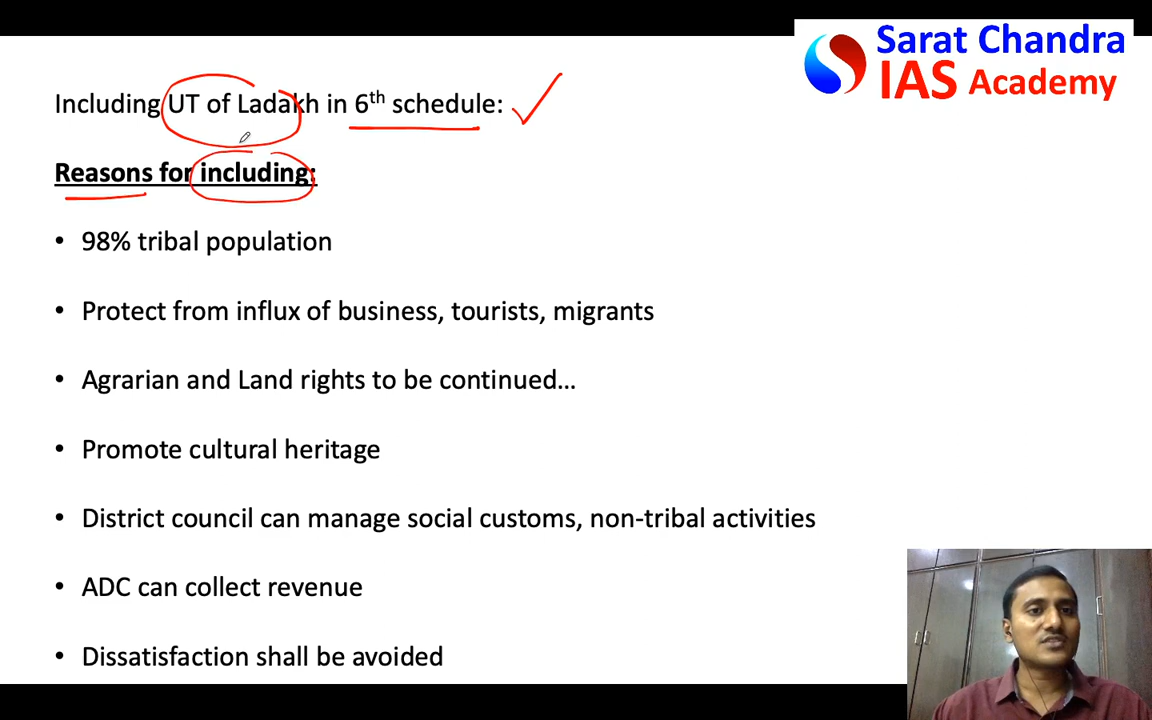 Sarat Chandra
IAS Academy
Including UT of Ladakh in 6th schedule:
Reasons for including:
• 98% tribal population
• Protect from influx of business, tourists, migrants
• Agrarian and Land rights to be continued...
• Promote cultural heritage
• District council can manage social customs, non-tribal activities
• ADC can collect revenue
• Dissatisfaction shall be avoided